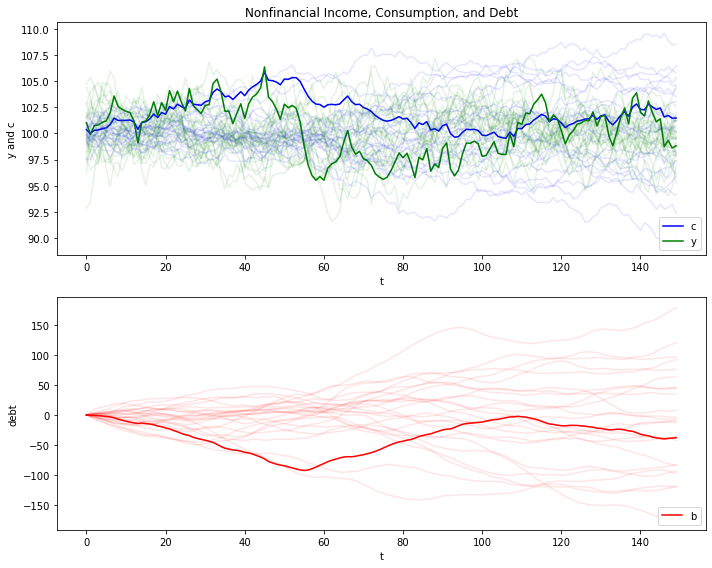 Nonfinancial Income, Consumption, and Debt
110.0
107.5
105.0
102.5
100.0
97.5
95.0
92.5
90.0
y and c
c
y
0 20 40 60 80 100 120 140
t
150
100
50
0
−50
−100
−150
debt
b
0 20 40 60 80 100 120 140
t